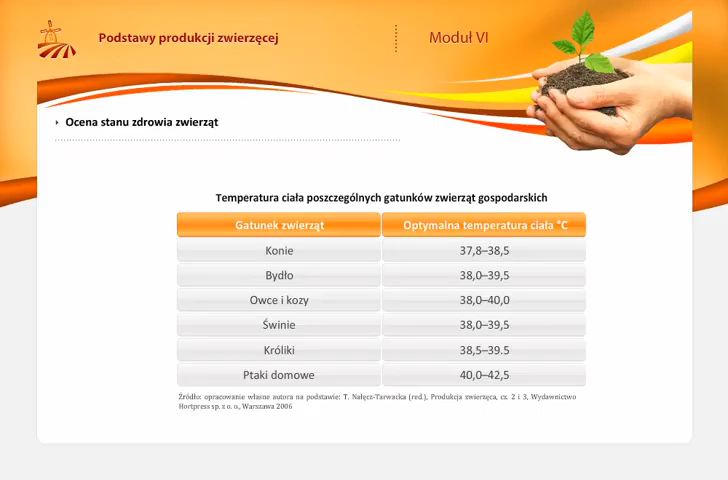 Podstawy produkcji zwierzęcej
Moduł VI
Ocena stanu zdrowia zwierząt
Temperatura ciała poszczególnych gatunków zwierząt gospodarskich
Gatunek zwierząt Optymalna temperatura ciała °C
Konie 37,8–38,5
Bydło 38,0–39,5
Owce i kozy 38,0–40,0
Świnie 38,0–39,5
Króliki 38,5–39.5
Ptaki domowe 40,0–42,5
Źródło: opracowanie własne autora na podstawie: T. Nałęcz-Tarwacka (red.), Produkcja zwierzęca, cz. 2 i 3, Wydawnictwo
Hortpress sp. z o. o., Warszawa 2006